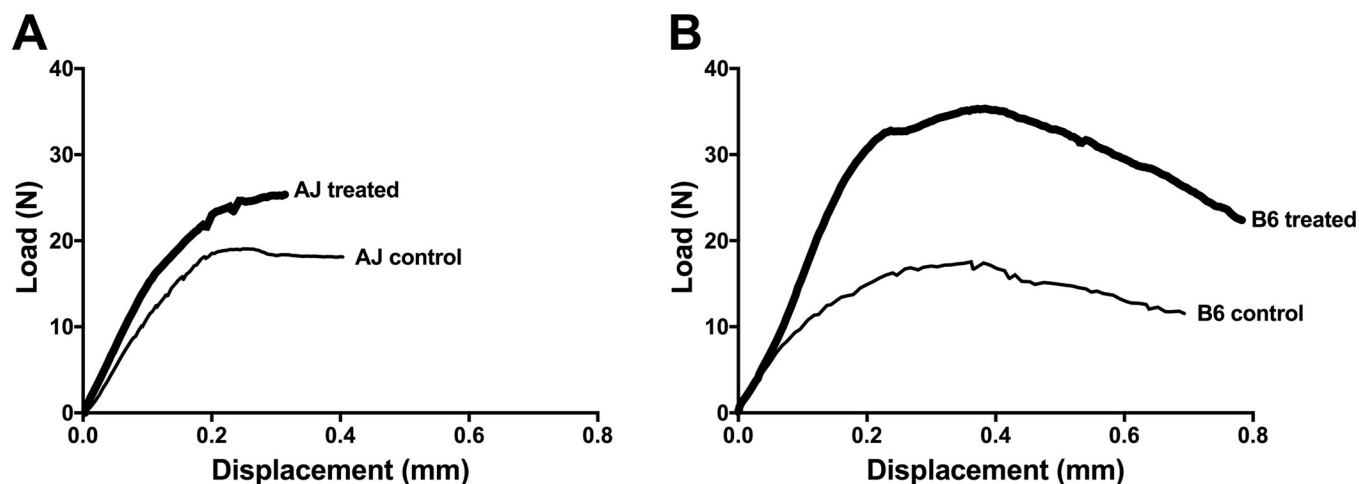 A
Load (N)
40
30
20
10
0
AJ treated
AJ control
0.0 0.2 0.4 0.6 0.8
Displacement (mm)
B
Load (N)
40
30
20
10
0
B6 treated
B6 control
0.0 0.2 0.4 0.6 0.8
Displacement (mm)